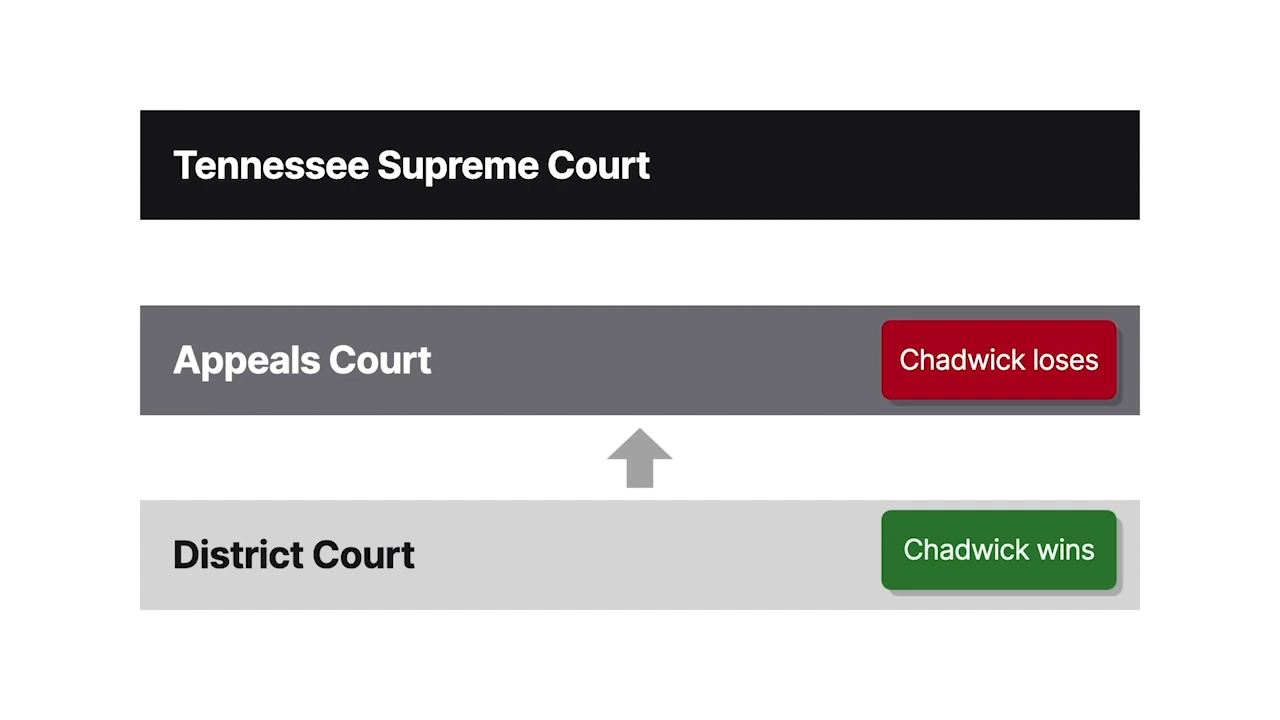 Tennessee Supreme Court
Appeals Court
Chadwick loses
District Court
Chadwick wins